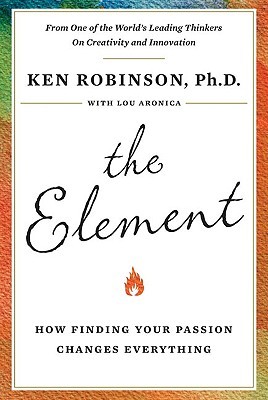 From One of the World's Leading Thinkers
On Creativity and Innovation
KEN ROBINSON, Ph.D.
WITH LOU ARONICA
the
Element
HOW FINDING YOUR PASSION
CHANGES EVERYTHING